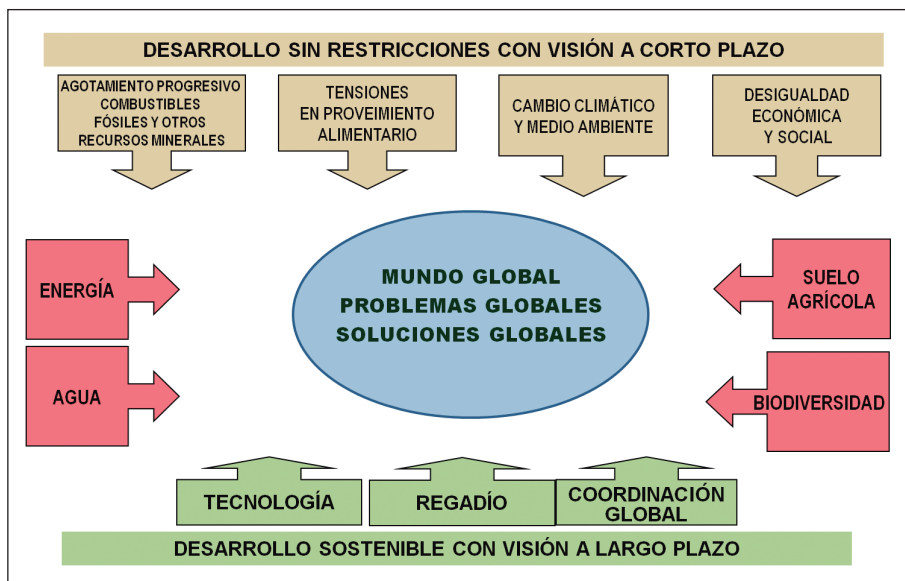 DESARROLLO SIN RESTRICCIONES CON VISIÓN A CORTO PLAZO
AGOTAMIENTO PROGRESIVO
COMBUSTIBLES
FÓSILES Y OTROS
RECURSOS MINERALES
TENSIONES
EN PROVEIMIENTO
ALIMENTARIO
CAMBIO CLIMÁTICO
Y MEDIO AMBIENTE
DESIGUALDAD
ECONÓMICA
Y SOCIAL
ENERGÍA
MUNDO GLOBAL
PROBLEMAS GLOBALES
SOLUCIONES GLOBALES
SUELO
AGRÍCOLA
AGUA
BIODIVERSIDAD
TECNOLOGÍA
REGADÍO
COORDINACIÓN
GLOBAL
DESARROLLO SOSTENIBLE CON VISIÓN A LARGO PLAZO